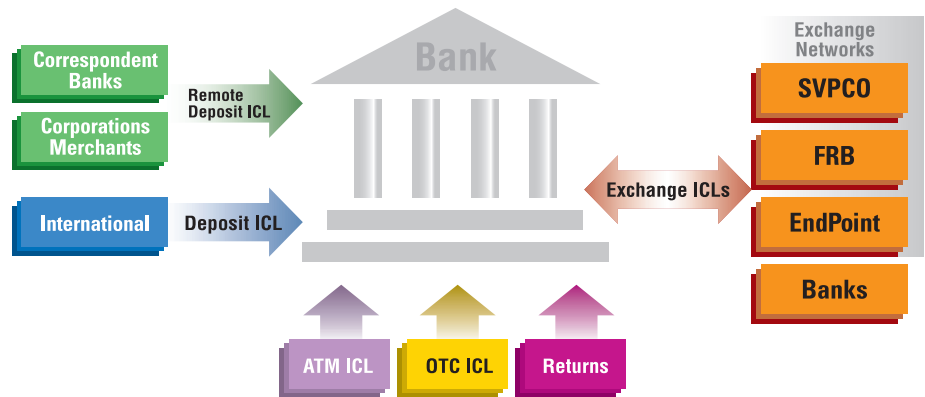 Correspondent
Banks
Corporations
Merchants
International
Remote
Deposit ICL
Deposit ICL
Bank
Exchange ICLs
Exchange
Networks
SVPCO
FRB
EndPoint
Banks
ATM ICL
OTC ICL
Returns